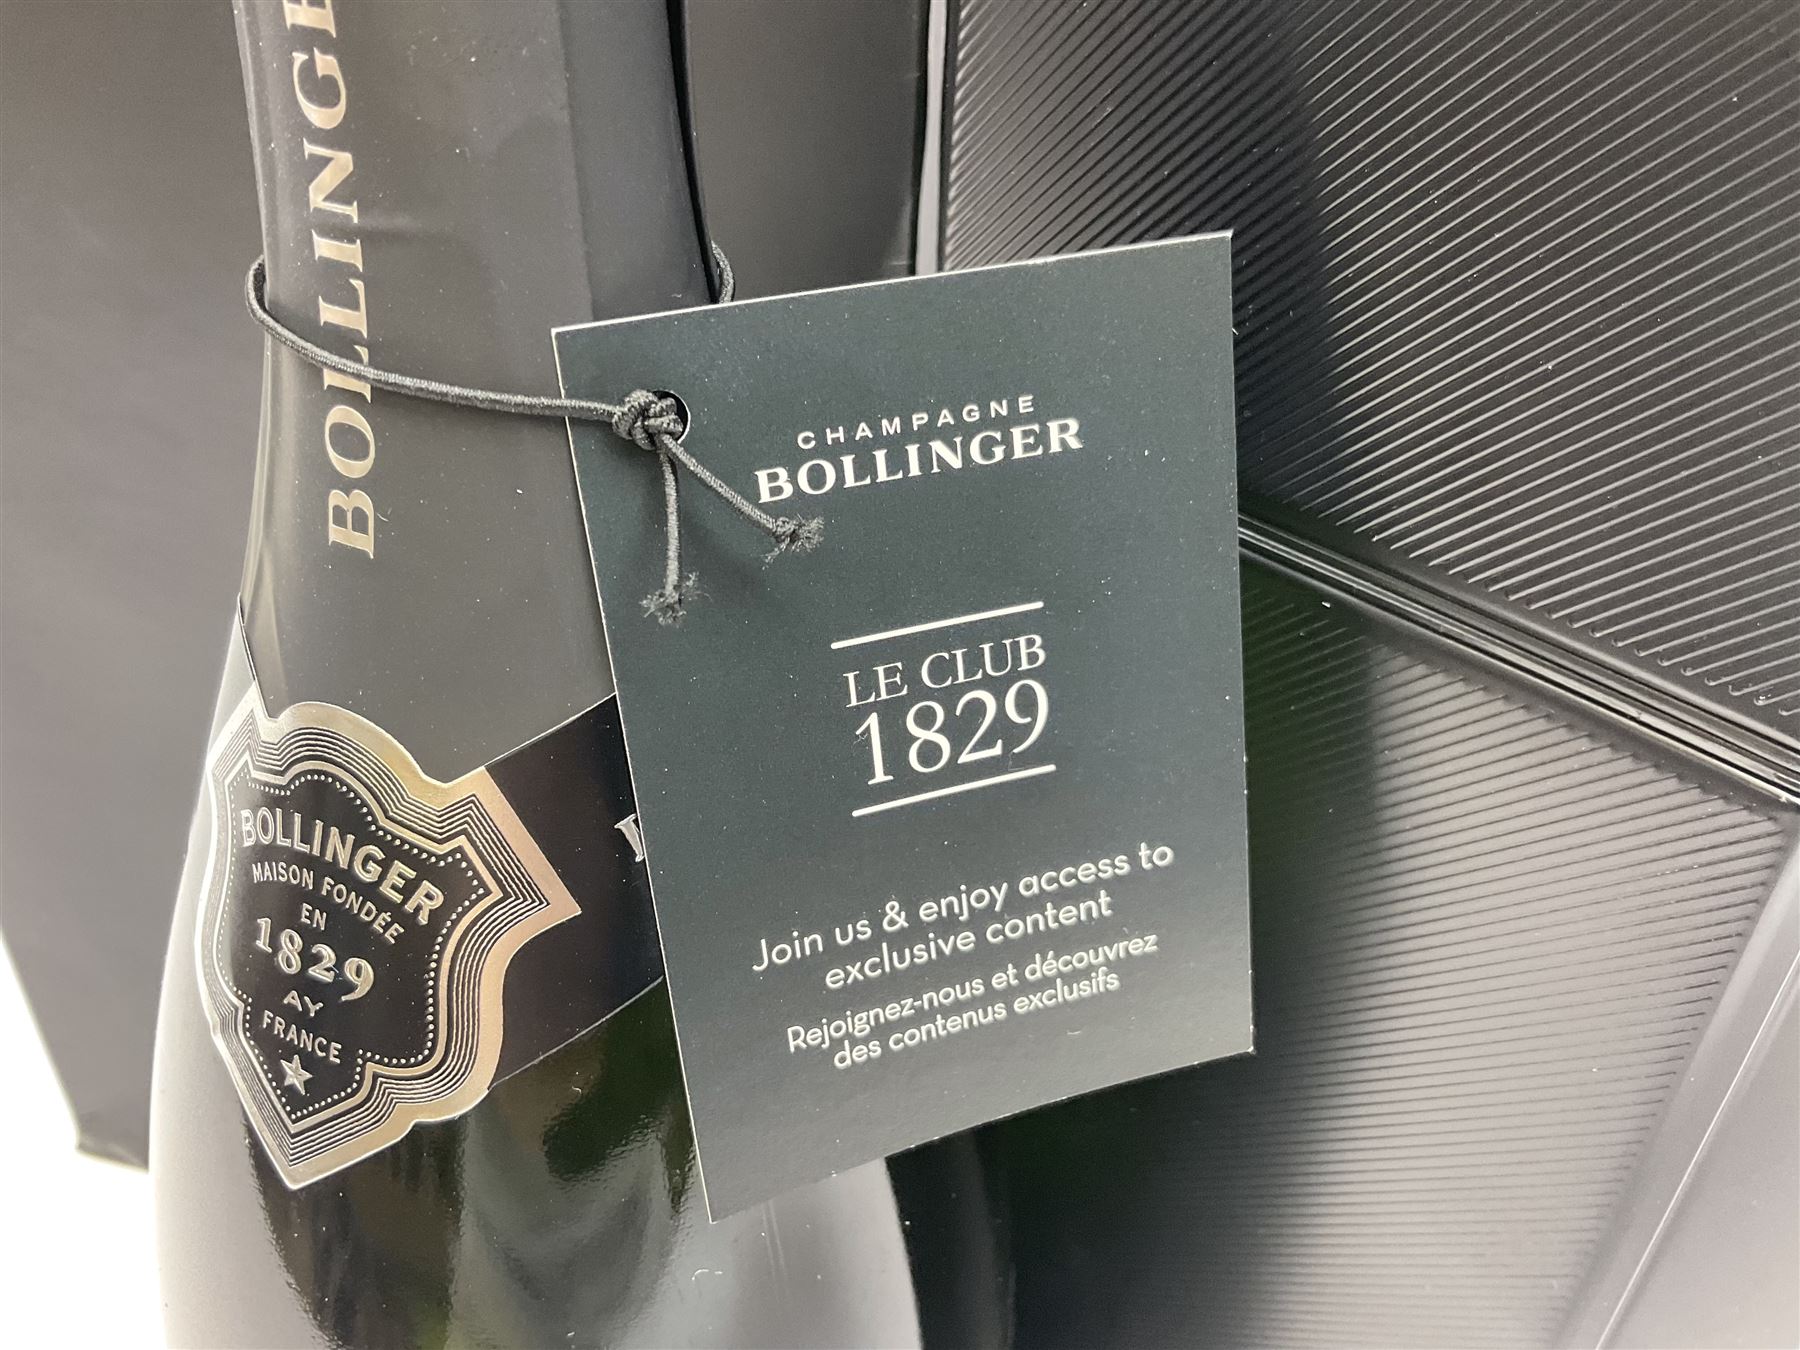 BOLLINGE
CHAMPAGNE
BOLLINGER
LE CLUB
1829
Join us & enjoy access to
exclusive content
Rejoignez-nous et découvrez
des contenus exclusifs
BOLLINGER
MAISON FONDÉE
EN
1829
AY
FRANCE